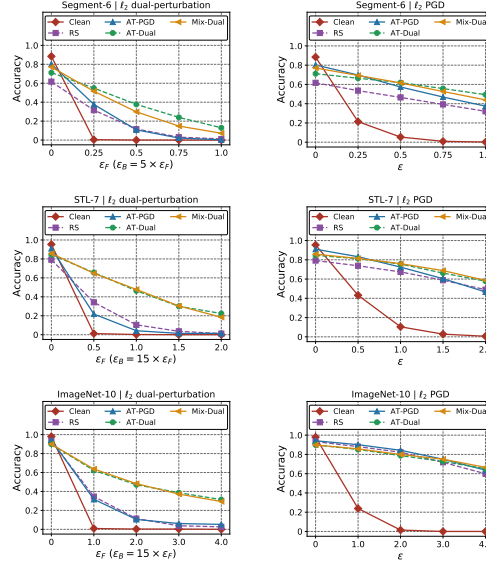 Segment-6 | ℓ2 dual-perturbation
Clean AT-PGD Mix-Dual
RS AT-Dual
Accuracy
1.0
0.8
0.6
0.4
0.2
0
0 0.25 0.5 0.75 1.0
εF (εB = 5 × εF)
Segment-6 | ℓ2 PGD
Clean AT-PGD Mix-Dual
RS AT-Dual
Accuracy
1.0
0.8
0.6
0.4
0.2
0
0 0.25 0.5 0.75 1.
ε
STL-7 | ℓ2 dual-perturbation
Clean AT-PGD Mix-Dual
RS AT-Dual
Accuracy
1.0
0.8
0.6
0.4
0.2
0
0 0.5 1.0 1.5 2.0
εF (εB = 15 × εF)
STL-7 | ℓ2 PGD
Clean AT-PGD Mix-Dual
RS AT-Dual
Accuracy
1.0
0.8
0.6
0.4
0.2
0
0 0.5 1.0 1.5 2.
ε
ImageNet-10 | ℓ2 dual-perturbation
Clean AT-PGD Mix-Dual
RS AT-Dual
Accuracy
1.0
0.8
0.6
0.4
0.2
0
0 1.0 2.0 3.0 4.0
εF (εB = 15 × εF)
ImageNet-10 | ℓ2 PGD
Clean AT-PGD Mix-Dual
RS AT-Dual
Accuracy
1.0
0.8
0.6
0.4
0.2
0
0 1.0 2.0 3.0 4.
ε